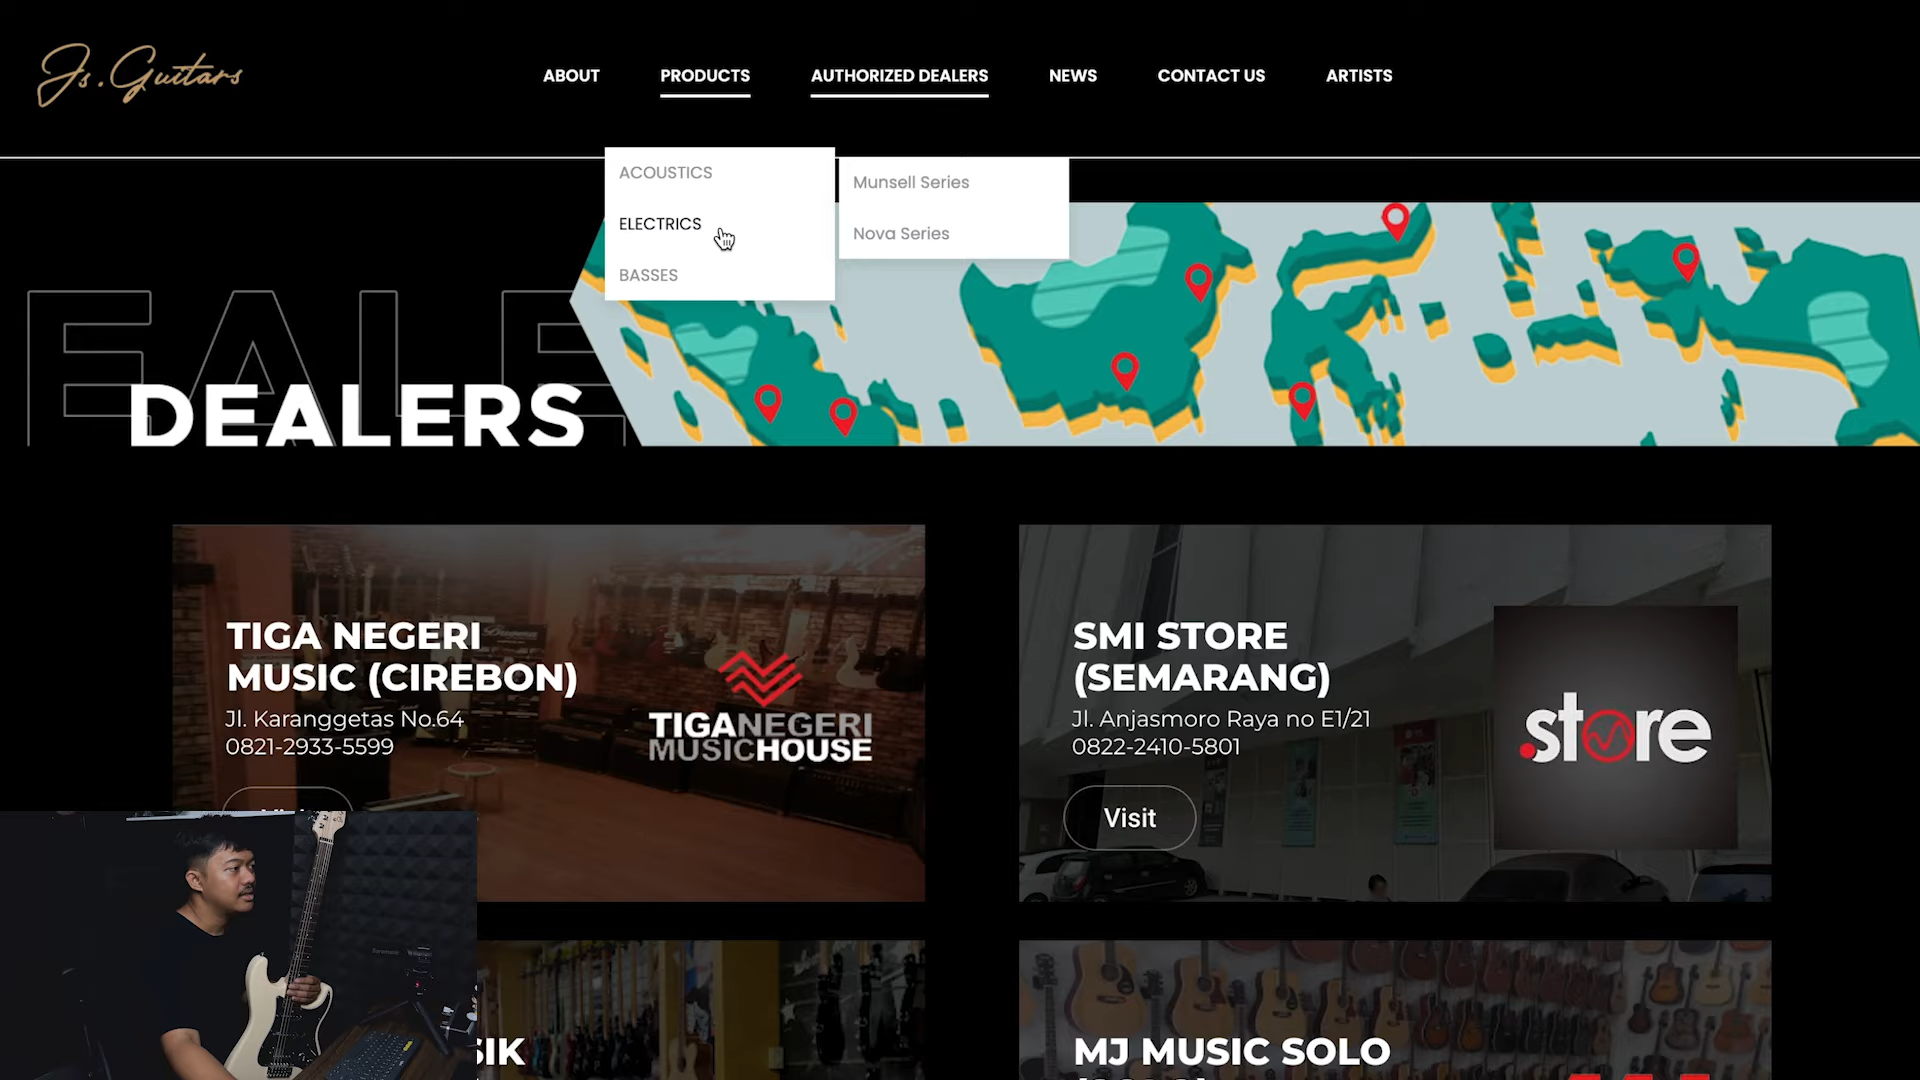 Js. Guitars
ABOUT
PRODUCTS
AUTHORIZED DEALERS
NEWS
CONTACT US
ARTISTS
ACOUSTICS
ELECTRICS
BASSES
Munsell Series
Nova Series
DEALERS
TIGA NEGERI
MUSIC (CIREBON)
Jl. Karanggetas No.64
0821-2933-5599
TIGANEGERI
MUSICHOUSE
SMI STORE
(SEMARANG)
Jl. Anjasmoro Raya no E1/21
0822-2410-5801
Visit
.store
SIK
MJ MUSIC SOLO